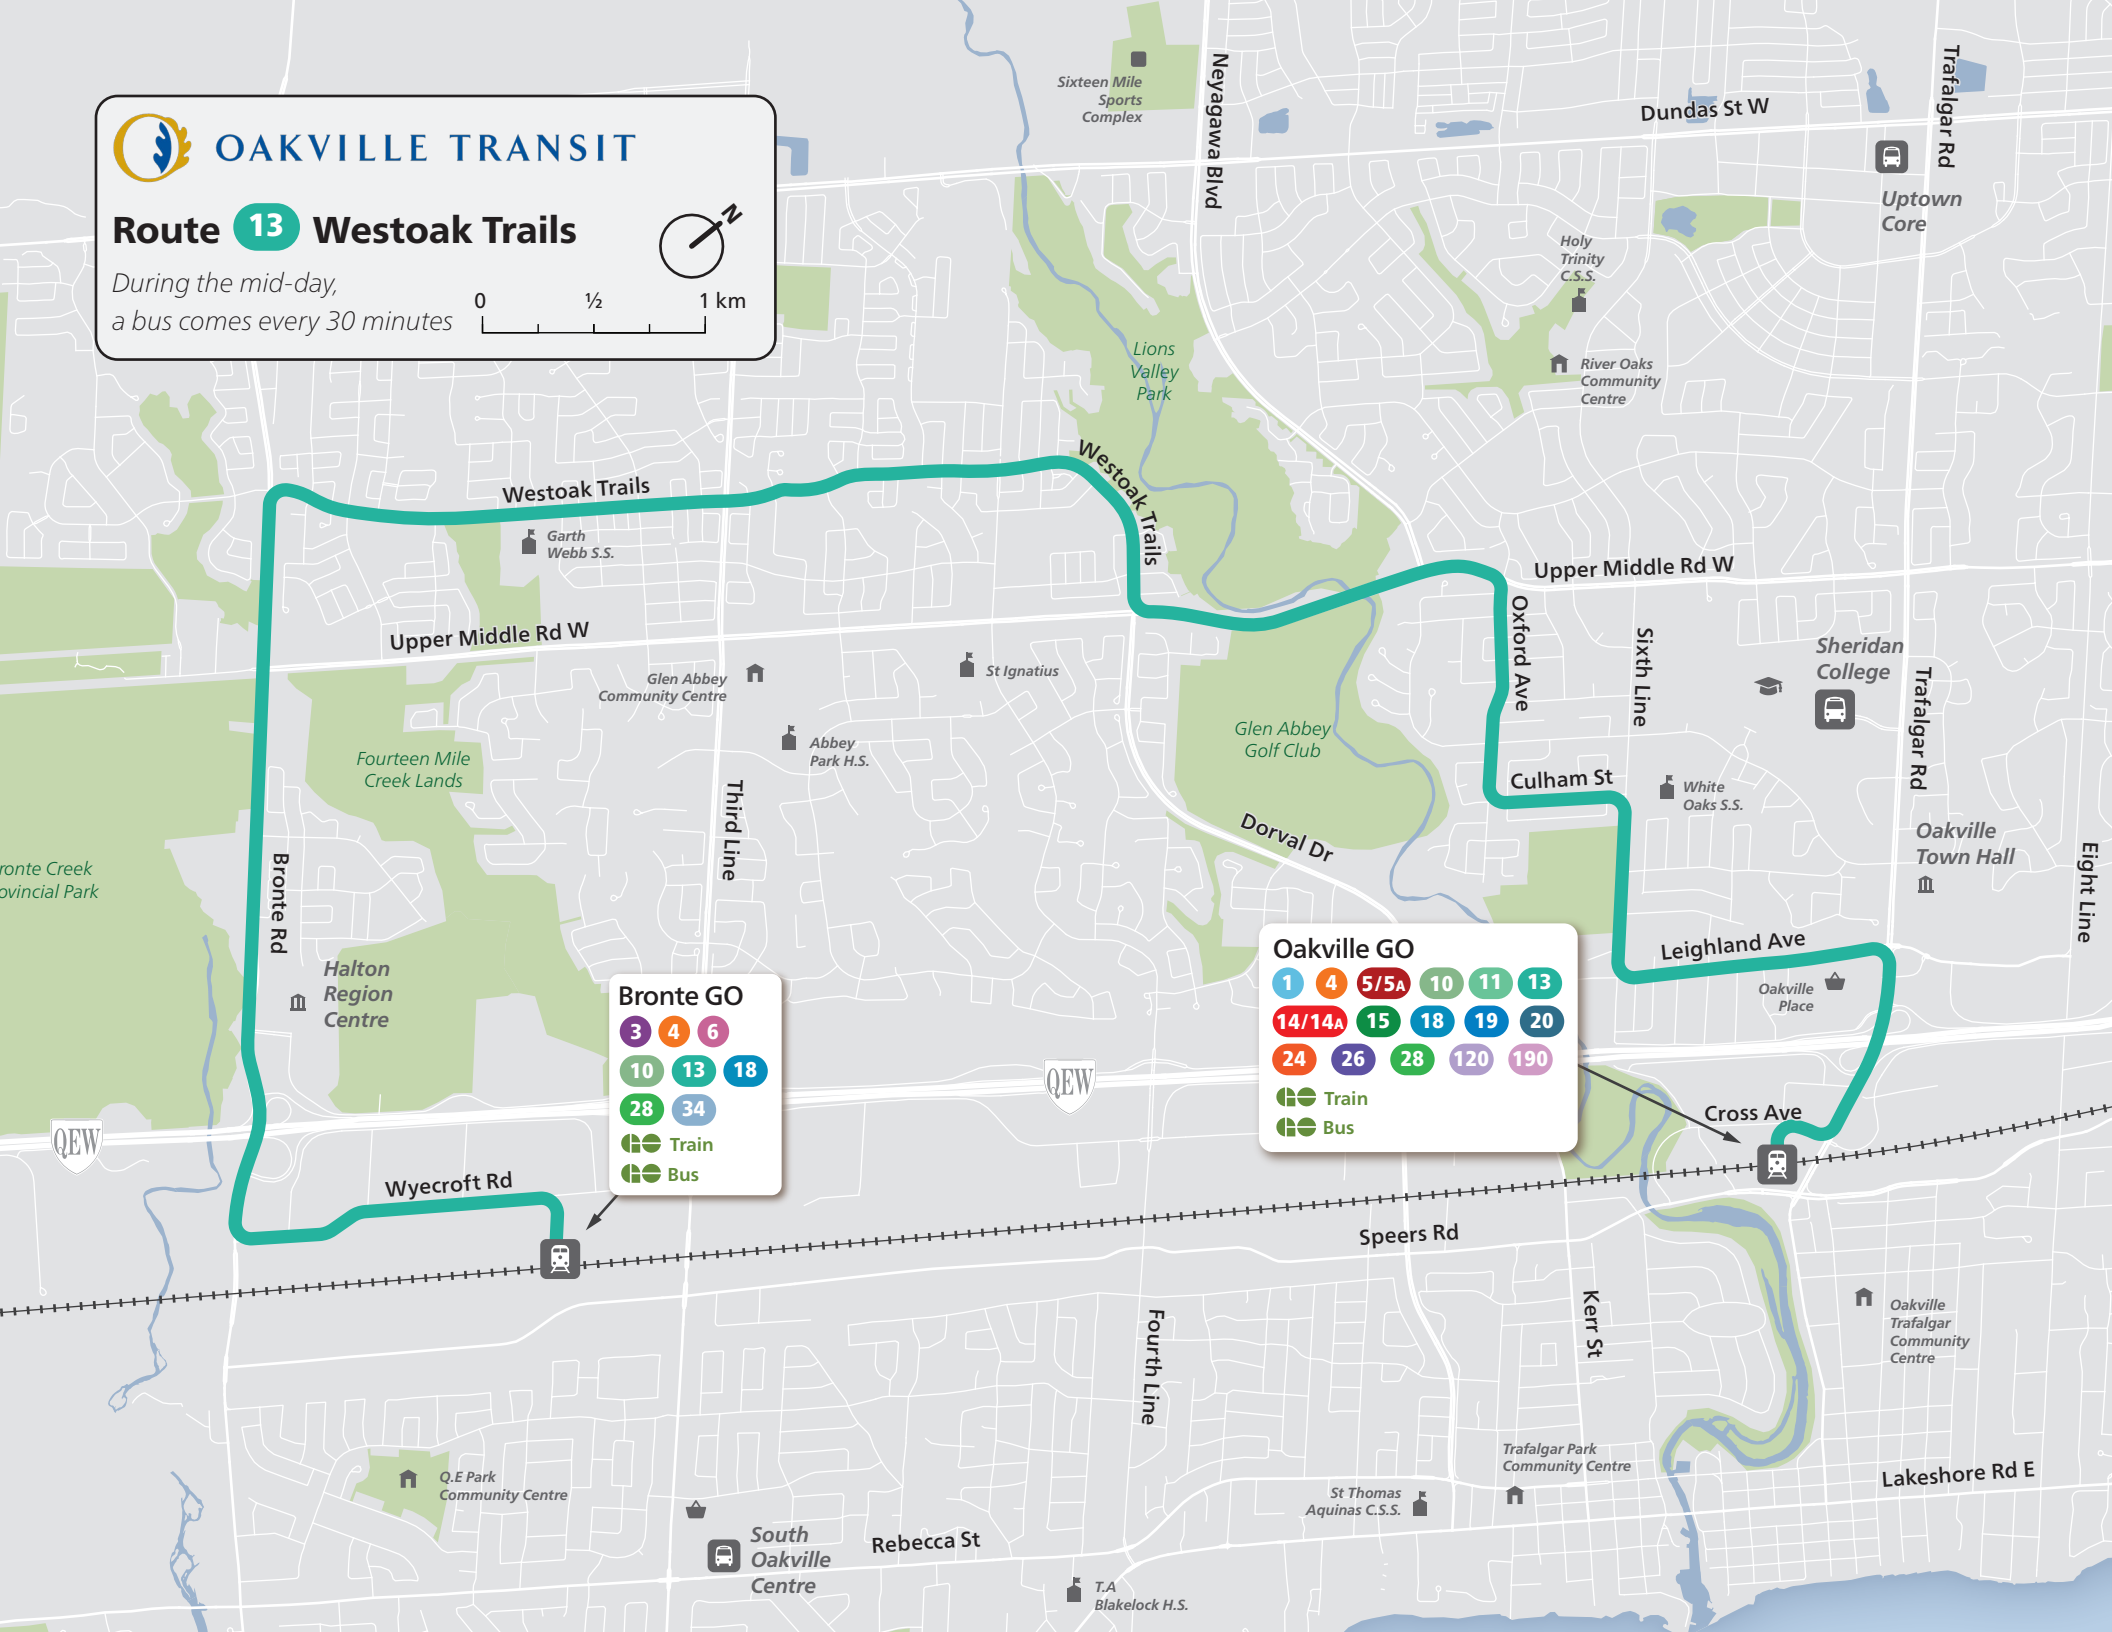 OAKVILLE TRANSIT
Route 13 Westoak Trails
N
During the mid-day,
a bus comes every 30 minutes
0 ½ 1 km
Sixteen Mile
Sports
Complex
Neyagawa Blvd
Dundas St W
Trafalgar Rd
Uptown
Core
Holy
Trinity
C.S.S.
River Oaks
Community
Centre
Lions
Valley
Park
Westoak Trails
Westoak Trails
Garth
Webb S.S.
Upper Middle Rd W
Upper Middle Rd W
Oxford Ave
Sixth Line
Sheridan
College
Trafalgar Rd
Glen Abbey
Community Centre
St Ignatius
Abbey
Park H.S.
Glen Abbey
Golf Club
Fourteen Mile
Creek Lands
Third Line
Culham St
White
Oaks S.S.
Dorval Dr
Oakville
Town Hall
Eight Line
ronte Creek
ovincial Park
Bronte Rd
Halton
Region
Centre
Leighland Ave
Oakville
Place
Bronte GO
3 4 6
10 13 18
28 34
GO Train
GO Bus
Oakville GO
1 4 5/5A 10 11 13
14/14A 15 18 19 20
24 26 28 120 190
GO Train
GO Bus
QEW
QEW
Cross Ave
Wyecroft Rd
Speers Rd
Kerr St
Fourth Line
Oakville
Trafalgar
Community
Centre
Q.E Park
Community Centre
South
Oakville
Centre
Rebecca St
T.A
Blakelock H.S.
St Thomas
Aquinas C.S.S.
Trafalgar Park
Community Centre
Lakeshore Rd E